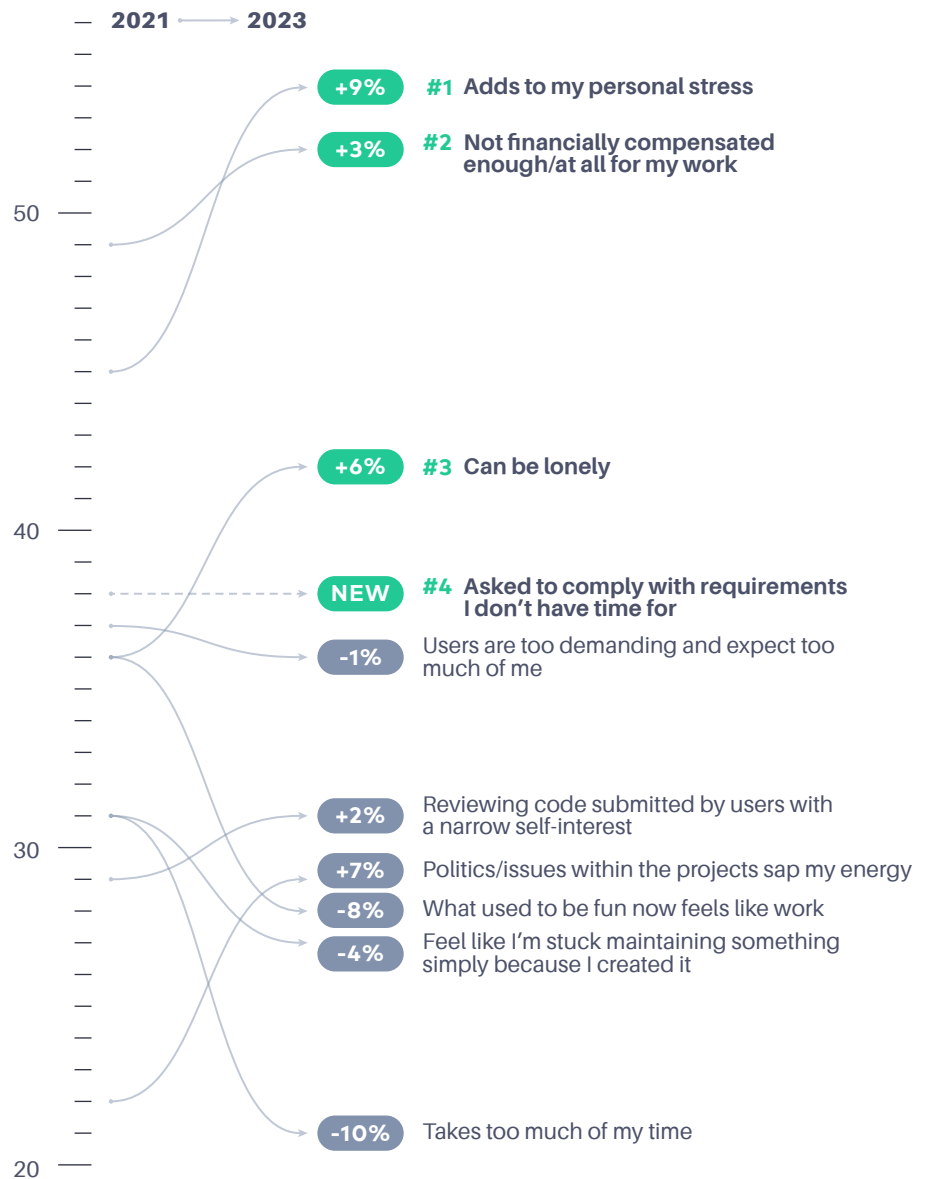 2021 2023
+9% #1 Adds to my personal stress
+3% #2 Not financially compensated
enough/at all for my work
50
+6% #3 Can be lonely
40
NEW #4 Asked to comply with requirements
I don’t have time for
-1% Users are too demanding and expect too
much of me
+2% Reviewing code submitted by users with
a narrow self-interest
30
+7% Politics/issues within the projects sap my energy
-8% What used to be fun now feels like work
-4% Feel like I’m stuck maintaining something
simply because I created it
-10% Takes too much of my time
20